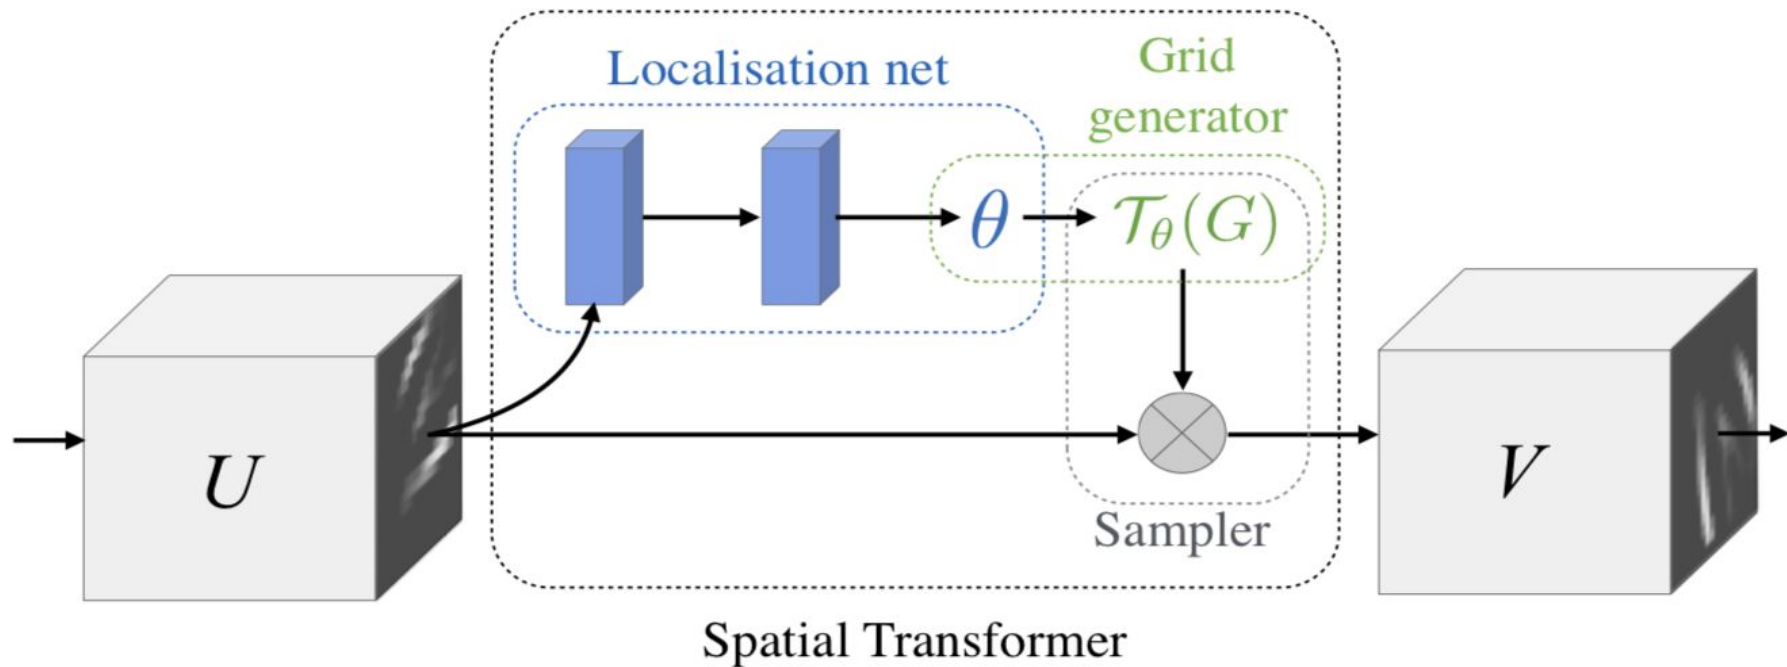 Localisation net
Grid
generator
θ
𝒯θ(G)
U
V
Sampler
Spatial Transformer